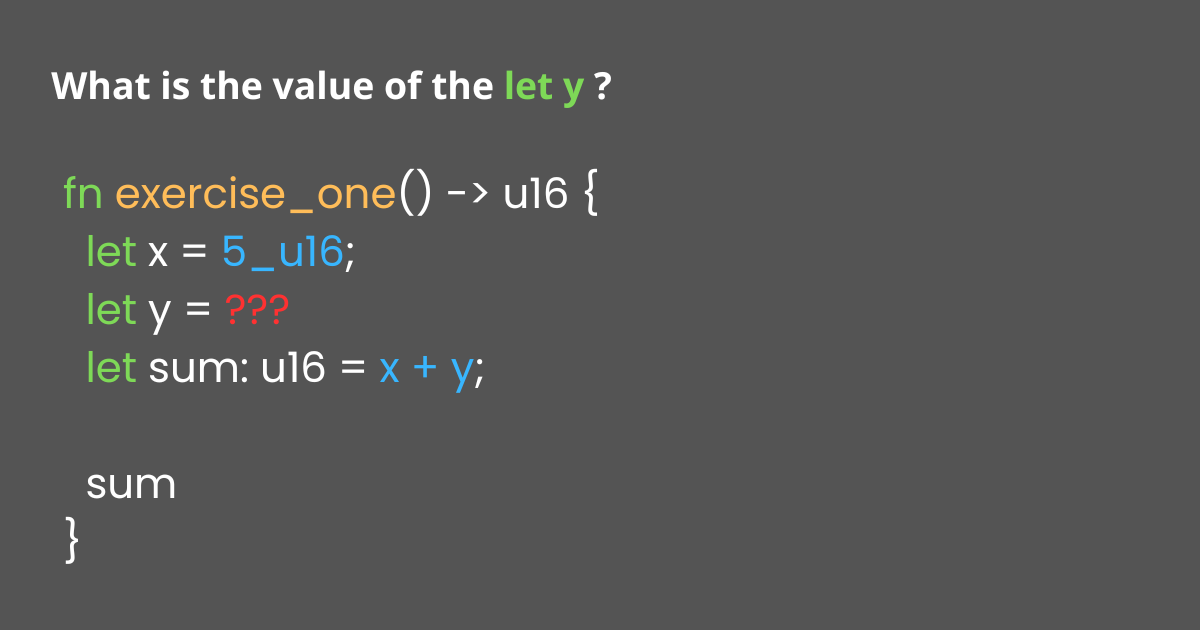 What is the value of the let y ?
fn exercise_one() -> u16 {
let x = 5_u16;
let y = ???
let sum: u16 = x + y;
sum
}